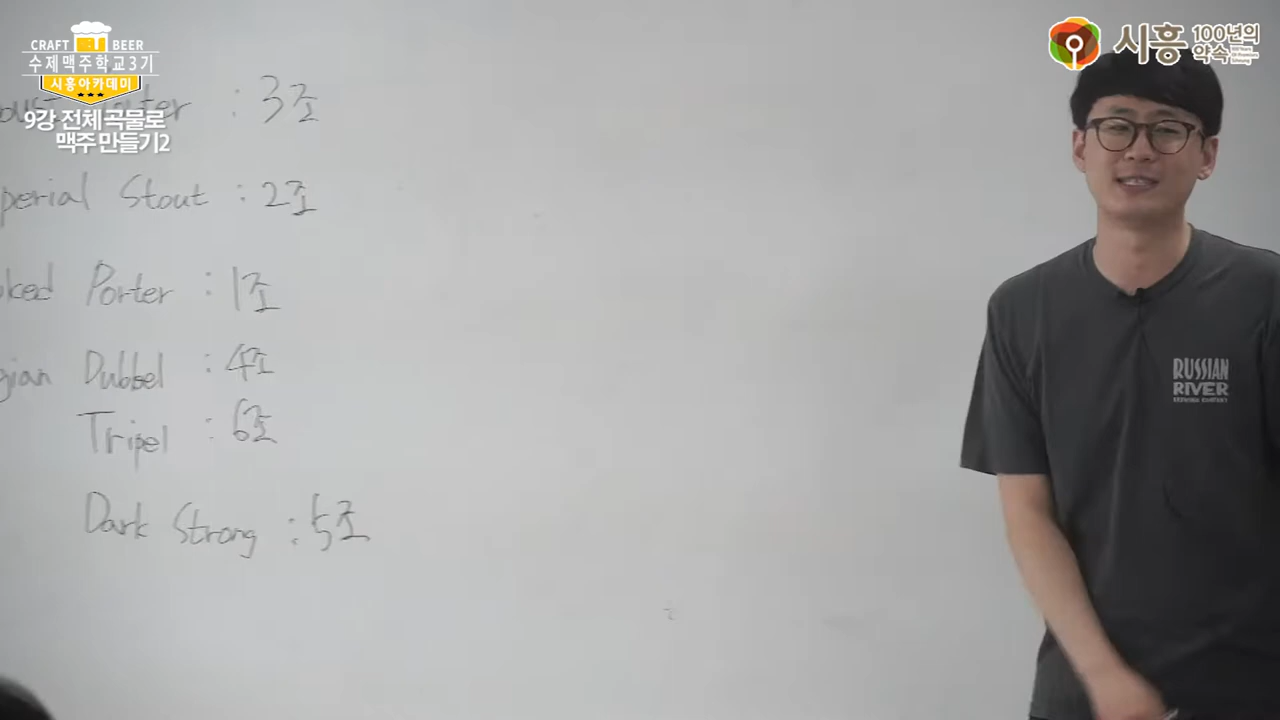 CRAFT BEER
수제맥주학교3기
시흥아카데미
9강 전체 곡물로
맥주 만들기2
시흥 100년의
약속
: 3조
perial Stout : 2조
ked Porter : 1조
gian Dubbel : 4조
Tripel : 6조
Dark Strong : 5조
RUSSIAN
RIVER